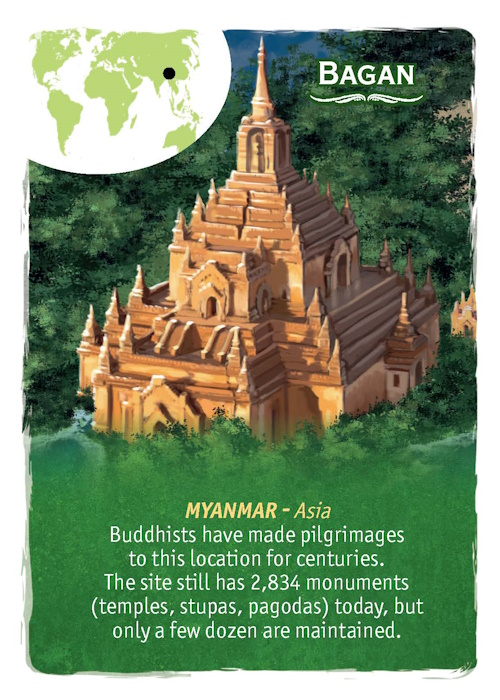 BAGAN
MYANMAR - Asia
Buddhists have made pilgrimages
to this location for centuries.
The site still has 2,834 monuments
(temples, stupas, pagodas) today, but
only a few dozen are maintained.